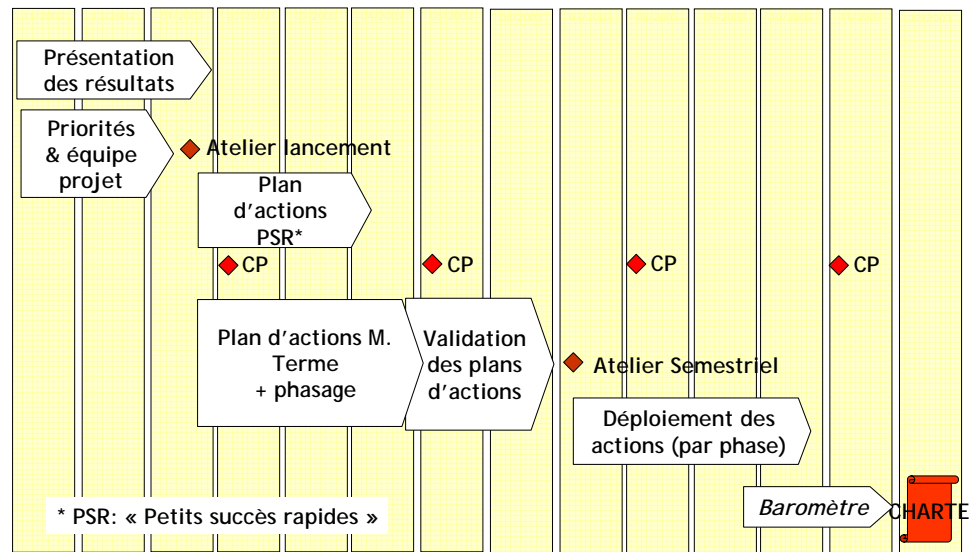 Présentation
des résultats
Priorités
& équipe
projet
Atelier lancement
Plan
d'actions
PSR*
CP
CP
CP
CP
Plan d'actions M.
Terme
+ phasage
Validation
des plans
d'actions
Atelier Semestriel
Déploiement des
actions (par phase)
Baromètre
CHARTE
* PSR: « Petits succès rapides »